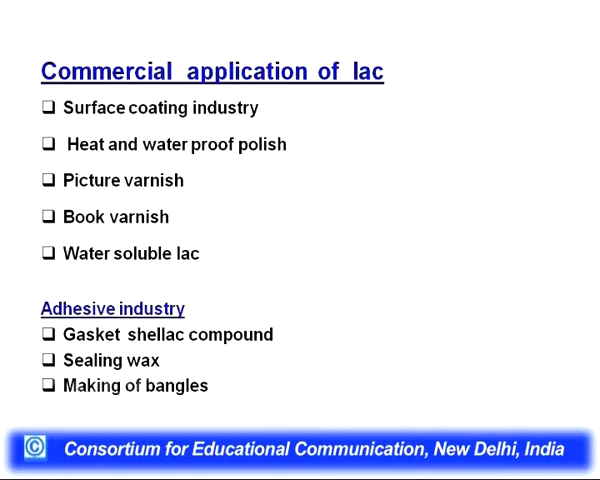 Commercial application of lac
❑ Surface coating industry
❑ Heat and water proof polish
❑ Picture varnish
❑ Book varnish
❑ Water soluble lac
Adhesive industry
❑ Gasket shellac compound
❑ Sealing wax
❑ Making of bangles
© Consortium for Educational Communication, New Delhi, India